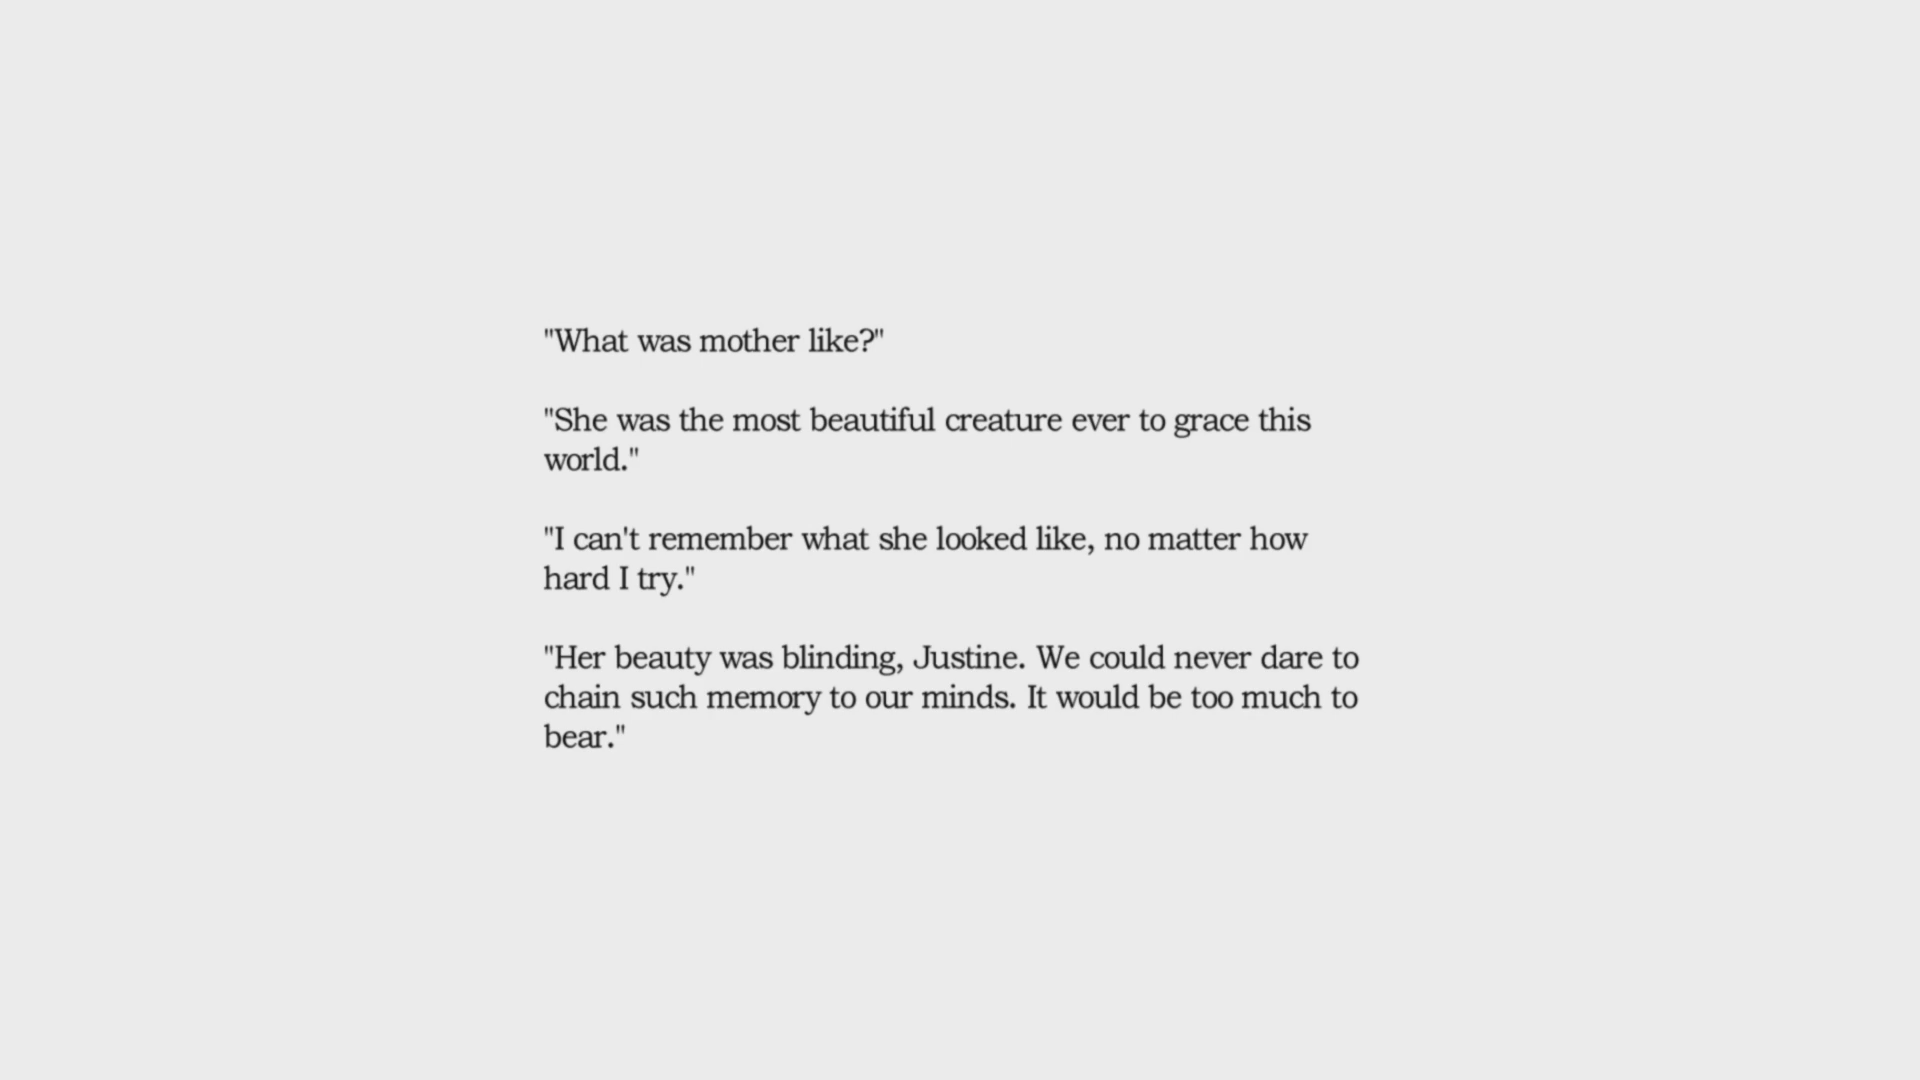 "What was mother like?"
"She was the most beautiful creature ever to grace this
world."
"I can't remember what she looked like, no matter how
hard I try."
"Her beauty was blinding, Justine. We could never dare to
chain such memory to our minds. It would be too much to
bear."